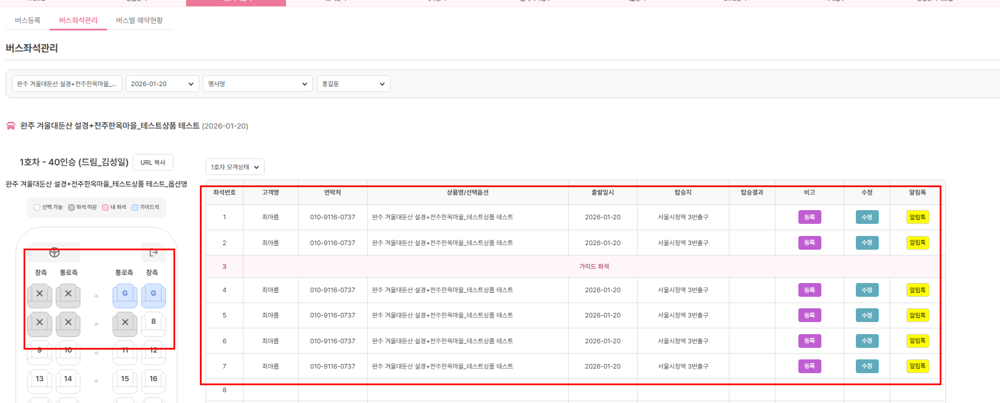 버스등록 버스좌석관리 버스별 예약현황
버스좌석관리
완주 겨울대둔산 설경+전주한옥마을_... 2026-01-20 행사명 홍길동
완주 겨울대둔산 설경+전주한옥마을_테스트상품 테스트 (2026-01-20)
1호차 - 40인승 (드림_김성일) URL 복사
완주 겨울대둔산 설경+전주한옥마을_테스트상품 테스트_옵션명
선택 가능 좌석 마감 내 좌석 가이드석
창측 통로측 통로측 창측
X X G G
X X X 8
9 10 11 12
13 14 15 16
1호차 모객상태
좌석번호 고객명 연락처 상품명/선택옵션 출발일시 탑승지 탑승결과 비고 수정 알림톡
1 최아름 010-9116-0737 완주 겨울대둔산 설경+전주한옥마을_테스트상품 테스트 2026-01-20 서울시청역 3번출구 등록 수정 알림톡
2 최아름 010-9116-0737 완주 겨울대둔산 설경+전주한옥마을_테스트상품 테스트 2026-01-20 서울시청역 3번출구 등록 수정 알림톡
3 가이드 좌석
4 최아름 010-9116-0737 완주 겨울대둔산 설경+전주한옥마을_테스트상품 테스트 2026-01-20 서울시청역 3번출구 등록 수정 알림톡
5 최아름 010-9116-0737 완주 겨울대둔산 설경+전주한옥마을_테스트상품 테스트 2026-01-20 서울시청역 3번출구 등록 수정 알림톡
6 최아름 010-9116-0737 완주 겨울대둔산 설경+전주한옥마을_테스트상품 테스트 2026-01-20 서울시청역 3번출구 등록 수정 알림톡
7 최아름 010-9116-0737 완주 겨울대둔산 설경+전주한옥마을_테스트상품 테스트 2026-01-20 서울시청역 3번출구 등록 수정 알림톡
8